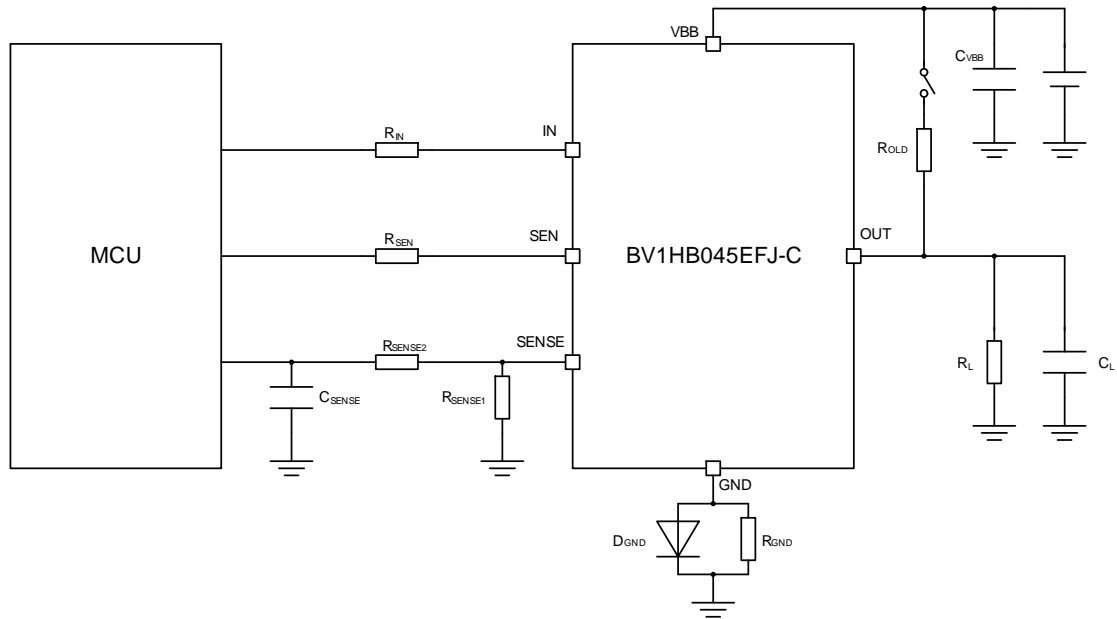 VBB
CVBB
RIN
IN
ROLD
RSEN
SEN
OUT
MCU
BV1HB045EFJ-C
SENSE
RSENSE2
RL
CL
CSENSE
RSENSE1
GND
DGND
RGND